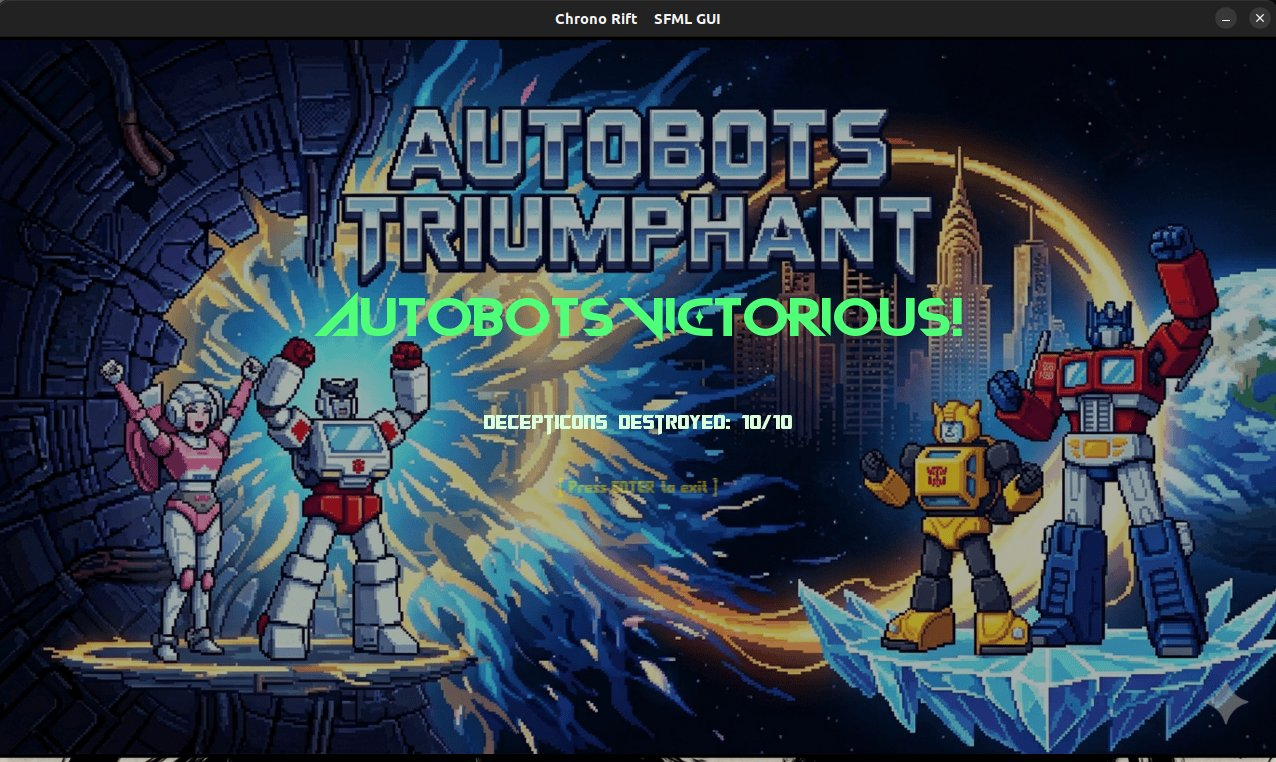 Chrono Rift SFML GUI
AUTOBOTS
TRIUMPHANT
AUTOBOTS VICTORIOUS!
DECEPTICONS DESTROYED: 10/10
[ Press ENTER to exit ]